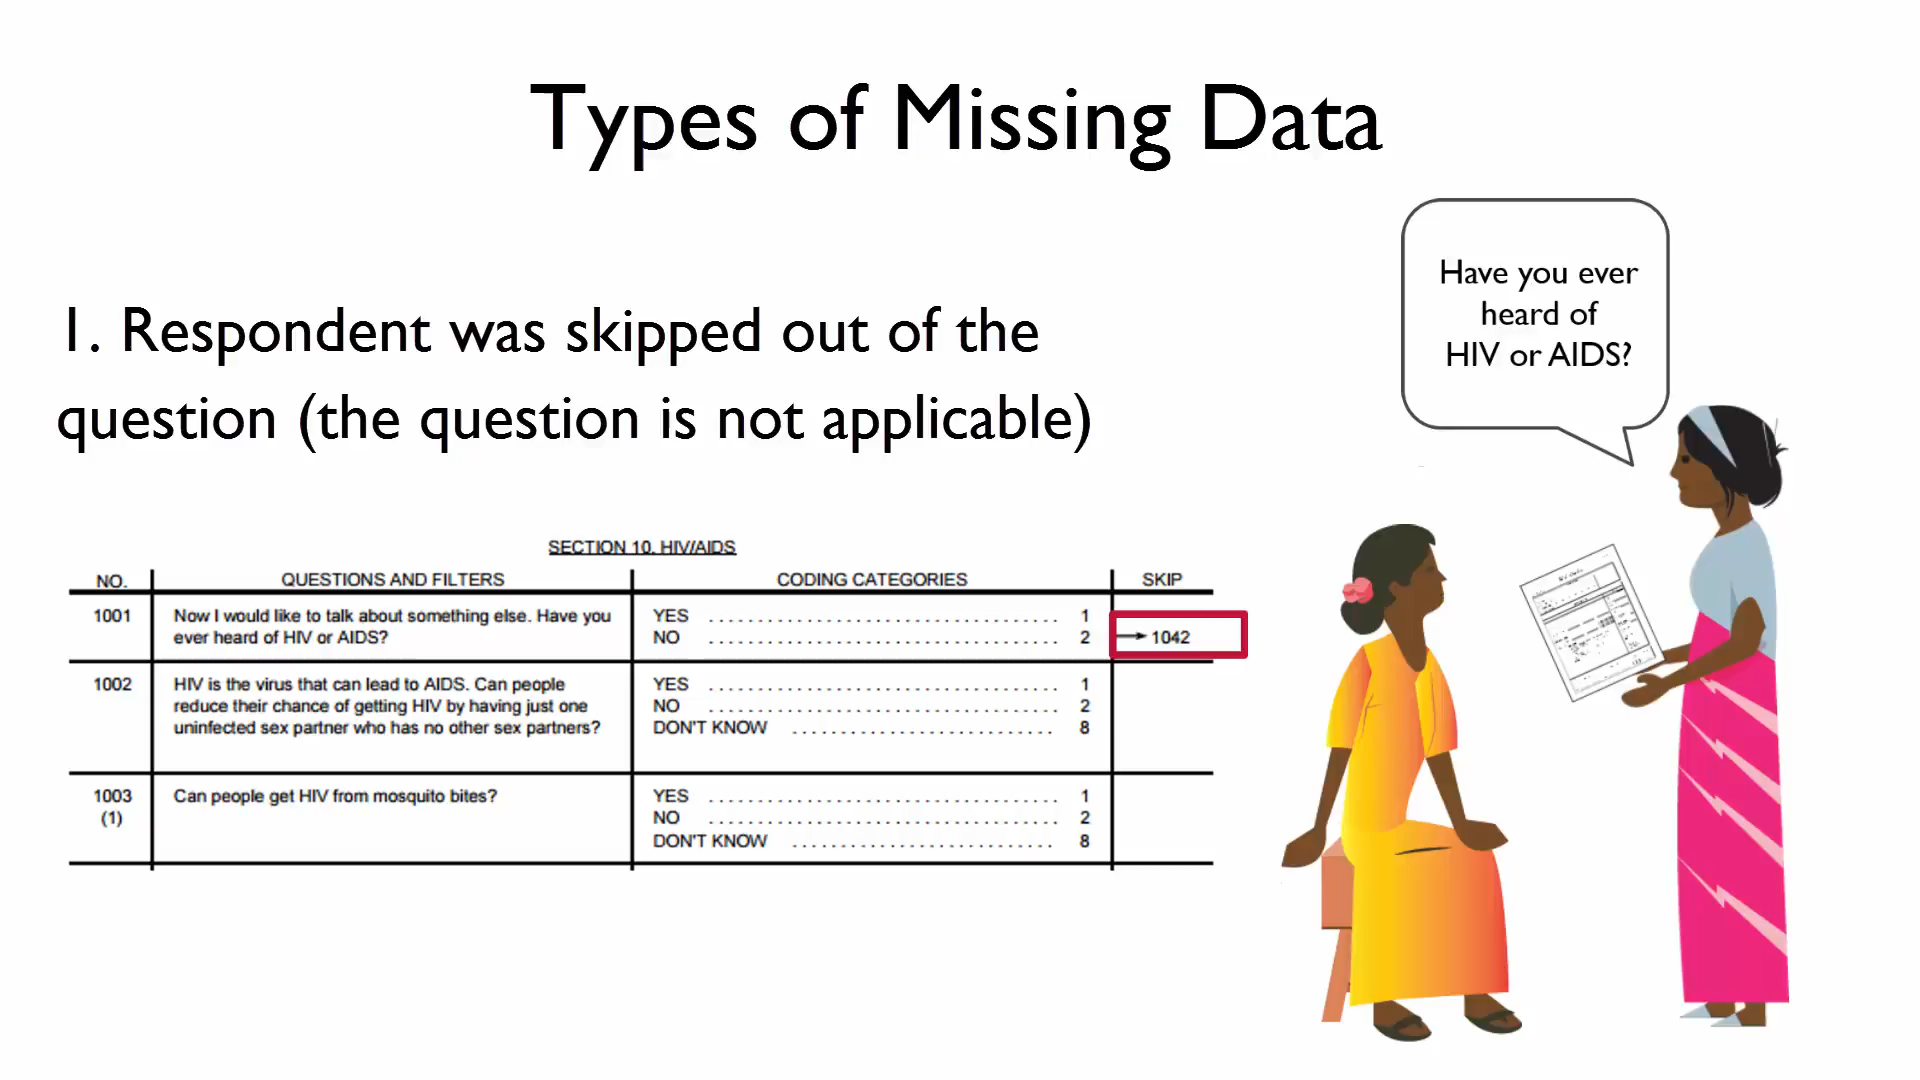 Types of Missing Data
Have you ever
heard of
HIV or AIDS?
1. Respondent was skipped out of the
question (the question is not applicable)
SECTION 10. HIV/AIDS
NO. QUESTIONS AND FILTERS CODING CATEGORIES SKIP
1001 Now I would like to talk about something else. Have you YES ..................................... 1
ever heard of HIV or AIDS? NO ..................................... 2 → 1042
1002 HIV is the virus that can lead to AIDS. Can people YES ..................................... 1
reduce their chance of getting HIV by having just one NO ..................................... 2
uninfected sex partner who has no other sex partners? DON'T KNOW ........................... 8
1003 Can people get HIV from mosquito bites? YES ..................................... 1
(1) NO ..................................... 2
DON'T KNOW ........................... 8